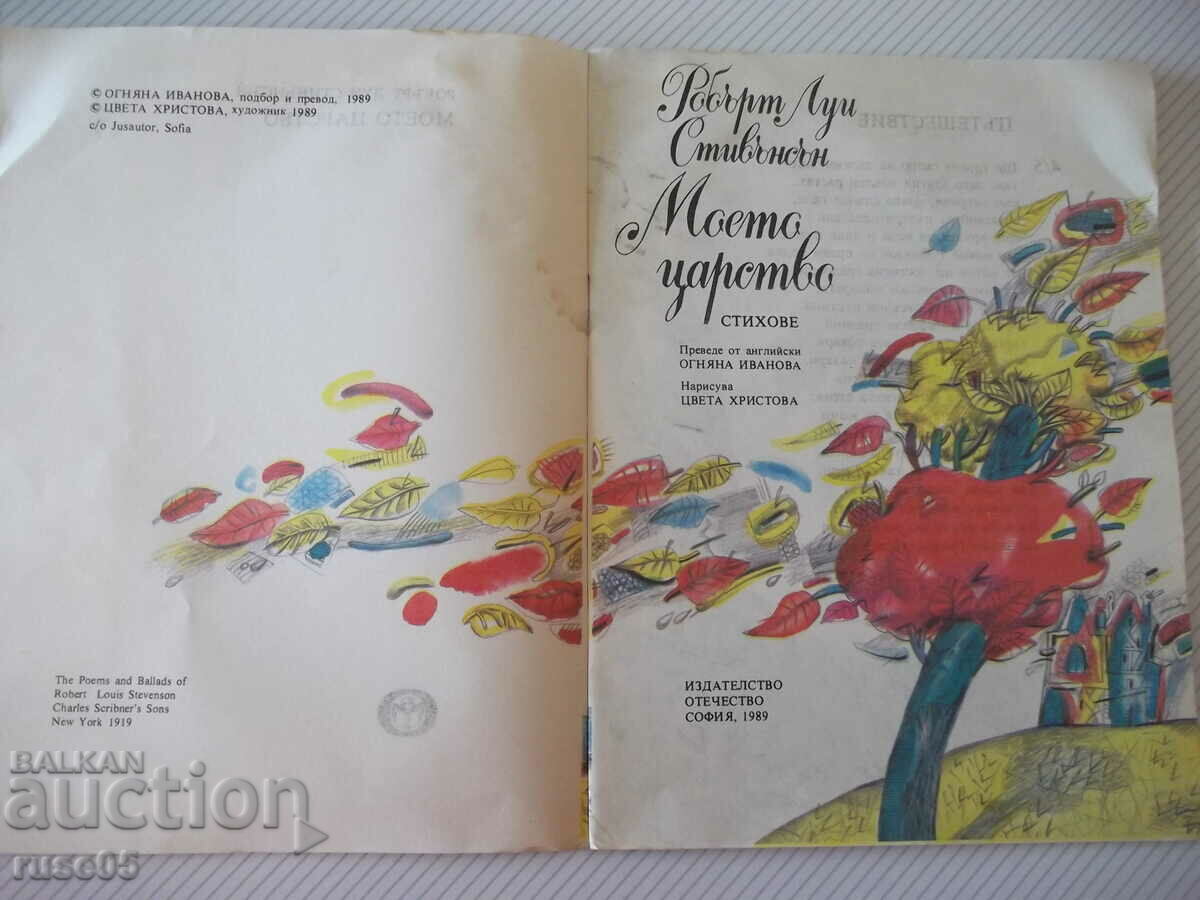 © ОГНЯНА ИВАНОВА, подбор и превод, 1989
© ЦВЕТА ХРИСТОВА, художник 1989
c/o Jusautor, Sofia
The Poems and Ballads of
Robert Louis Stevenson
Charles Scribner's Sons
New York 1919
Робърт Луи
Стивънсън
Моето
царство
СТИХОВЕ
Преведе от английски
ОГНЯНА ИВАНОВА
Нарисува
ЦВЕТА ХРИСТОВА
ИЗДАТЕЛСТВО
ОТЕЧЕСТВО
СОФИЯ, 1989
ПЪТЕШЕСТВИЕ
BALKAN
auction
ruse05